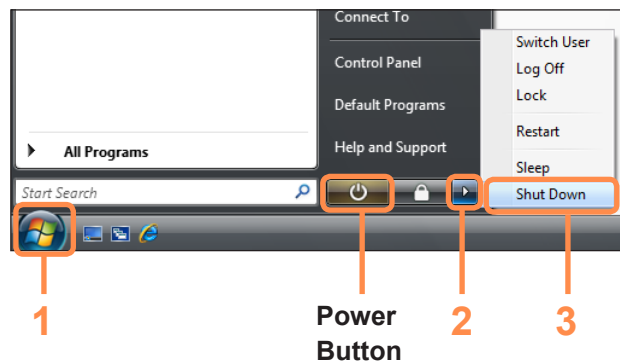 Connect To
Control Panel
Default Programs
Help and Support
All Programs
Start Search
Switch User
Log Off
Lock
Restart
Sleep
Shut Down
1
Power
Button
2
3